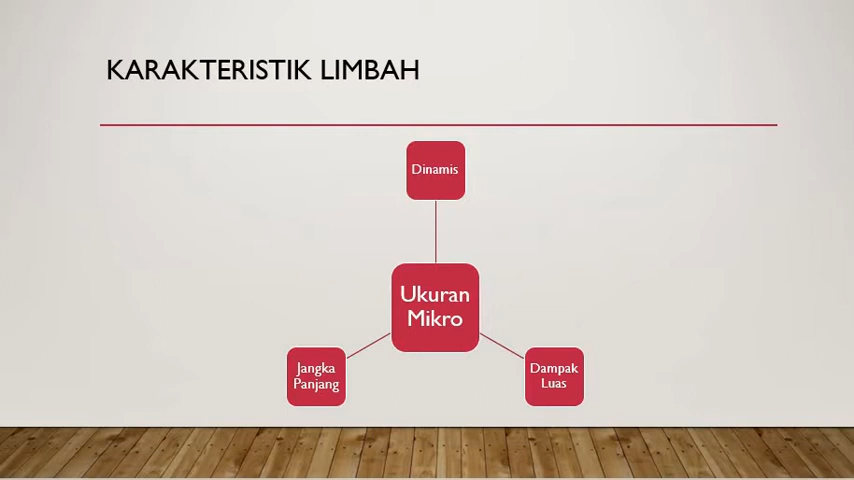 KARAKTERISTIK LIMBAH
Dinamis
Ukuran
Mikro
Jangka
Panjang
Dampak
Luas